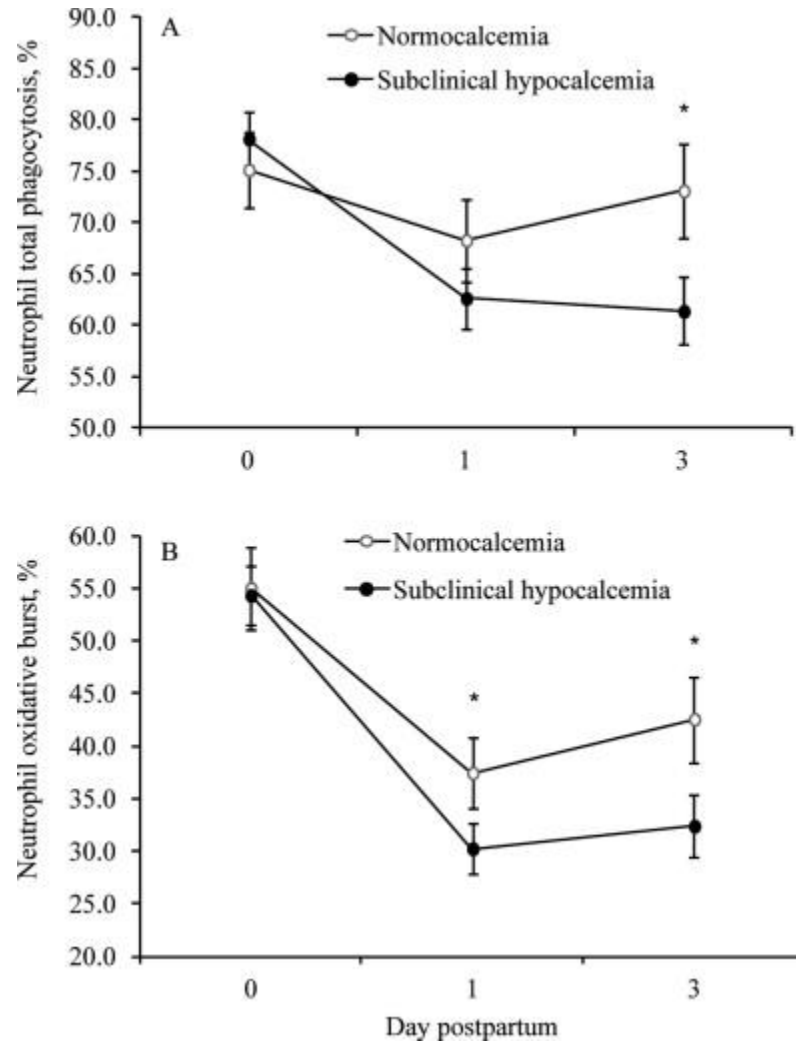 A
Normocalcemia
Subclinical hypocalcemia
*
Neutrophil total phagocytosis, %
90.0
85.0
80.0
75.0
70.0
65.0
60.0
55.0
50.0
0 1 3
B
Normocalcemia
Subclinical hypocalcemia
*
*
Neutrophil oxidative burst, %
60.0
55.0
50.0
45.0
40.0
35.0
30.0
25.0
20.0
0 1 3
Day postpartum